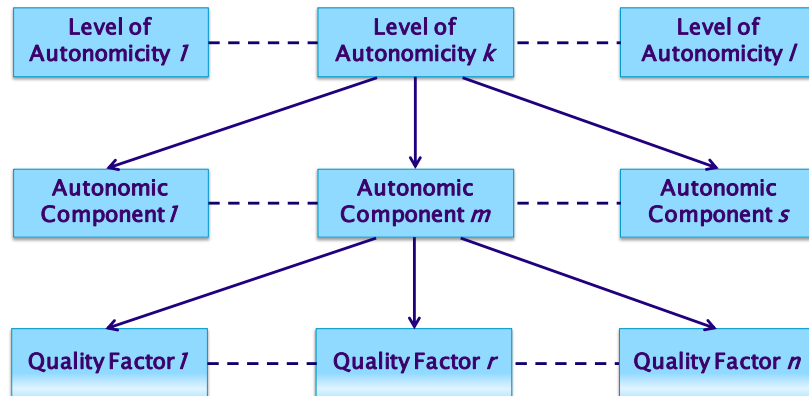 Level of
Autonomicity 1
Level of
Autonomicity k
Level of
Autonomicity l
Autonomic
Component 1
Autonomic
Component m
Autonomic
Component s
Quality Factor 1
Quality Factor r
Quality Factor n